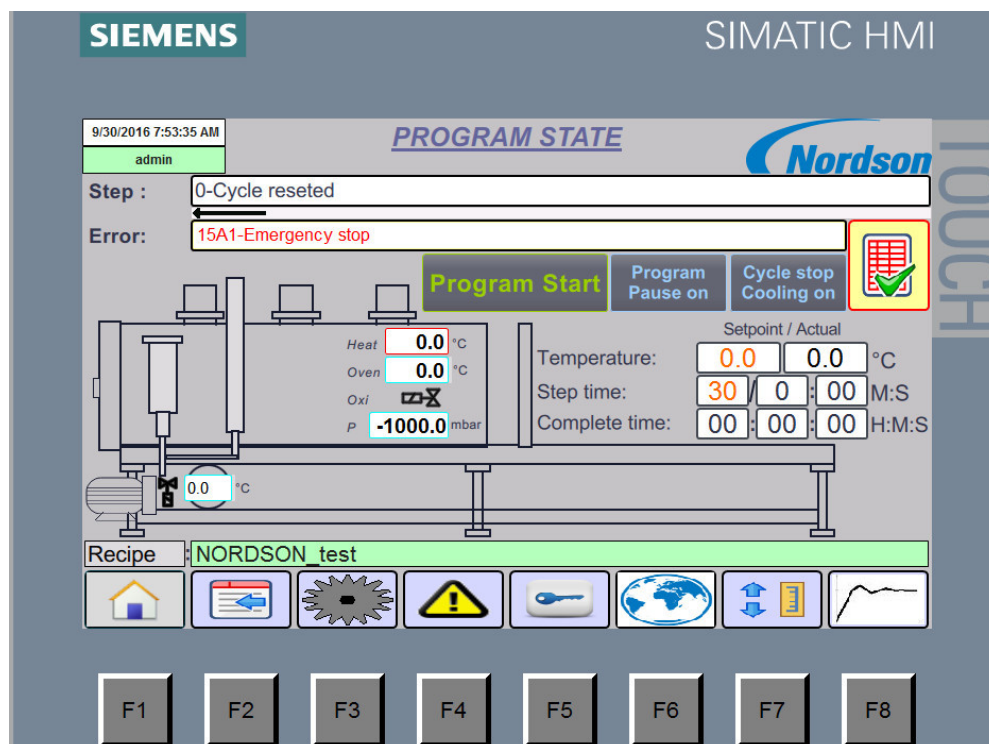 SIEMENS
SIMATIC HMI
TOUCH
9/30/2016 7:53:35 AM
admin
PROGRAM STATE
Nordson
Step :
0-Cycle reseted
Error:
15A1-Emergency stop
Program Start
Program
Pause on
Cycle stop
Cooling on
Setpoint / Actual
Heat 0.0 °C
Oven 0.0 °C
Oxi
P -1000.0 mbar
Temperature: 0.0 0.0 °C
Step time: 30 / 0 : 00 M:S
Complete time: 00 : 00 : 00 H:M:S
0.0 °C
Recipe : NORDSON_test
F1 F2 F3 F4 F5 F6 F7 F8